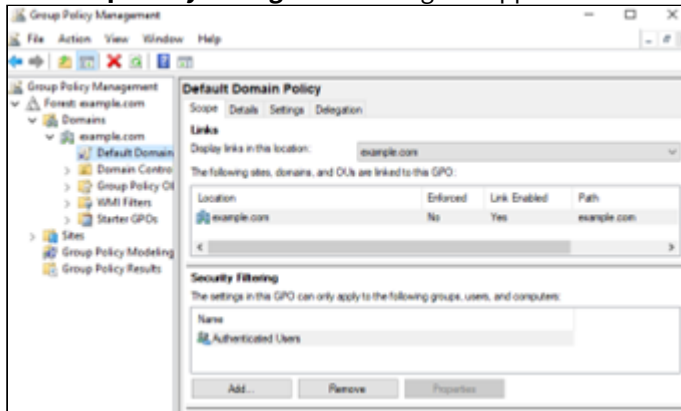 Group Policy Management
File Action View Window Help
Group Policy Management
Forest: example.com
Domains
example.com
Default Domain
Domain Contro
Group Policy Ob
WMI Filters
Starter GPOs
Sites
Group Policy Modeling
Group Policy Results
Default Domain Policy
Scope Details Settings Delegation
Links
Display links in this location: example.com
The following sites, domains, and OUs are linked to this GPO:
Location Enforced Link Enabled Path
example.com No Yes example.com
Security Filtering
The settings in this GPO can only apply to the following groups, users, and computers:
Name
Authenticated Users
Add... Remove Properties